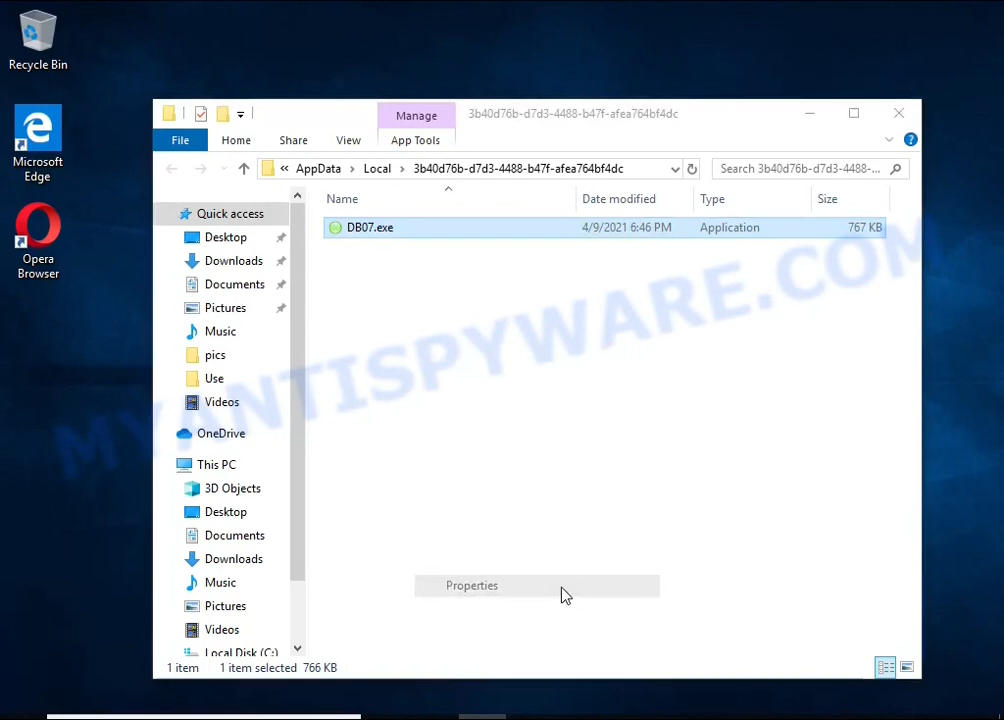 Recycle Bin
Microsoft
Edge
Opera
Browser
Manage
3b40d76b-d7d3-4488-b47f-afea764bf4dc
File
Home
Share
View
App Tools
« AppData > Local > 3b40d76b-d7d3-4488-b47f-afea764bf4dc
Search 3b40d76b-d7d3-4488-...
Name
Date modified
Type
Size
DB07.exe
4/9/2021 6:46 PM
Application
767 KB
Quick access
Desktop
Downloads
Documents
Pictures
Music
pics
Use
Videos
OneDrive
This PC
3D Objects
Desktop
Documents
Downloads
Music
Pictures
Videos
Local Disk (C:)
Properties
1 item
1 item selected 766 KB
MYANTISPYWARE.COM